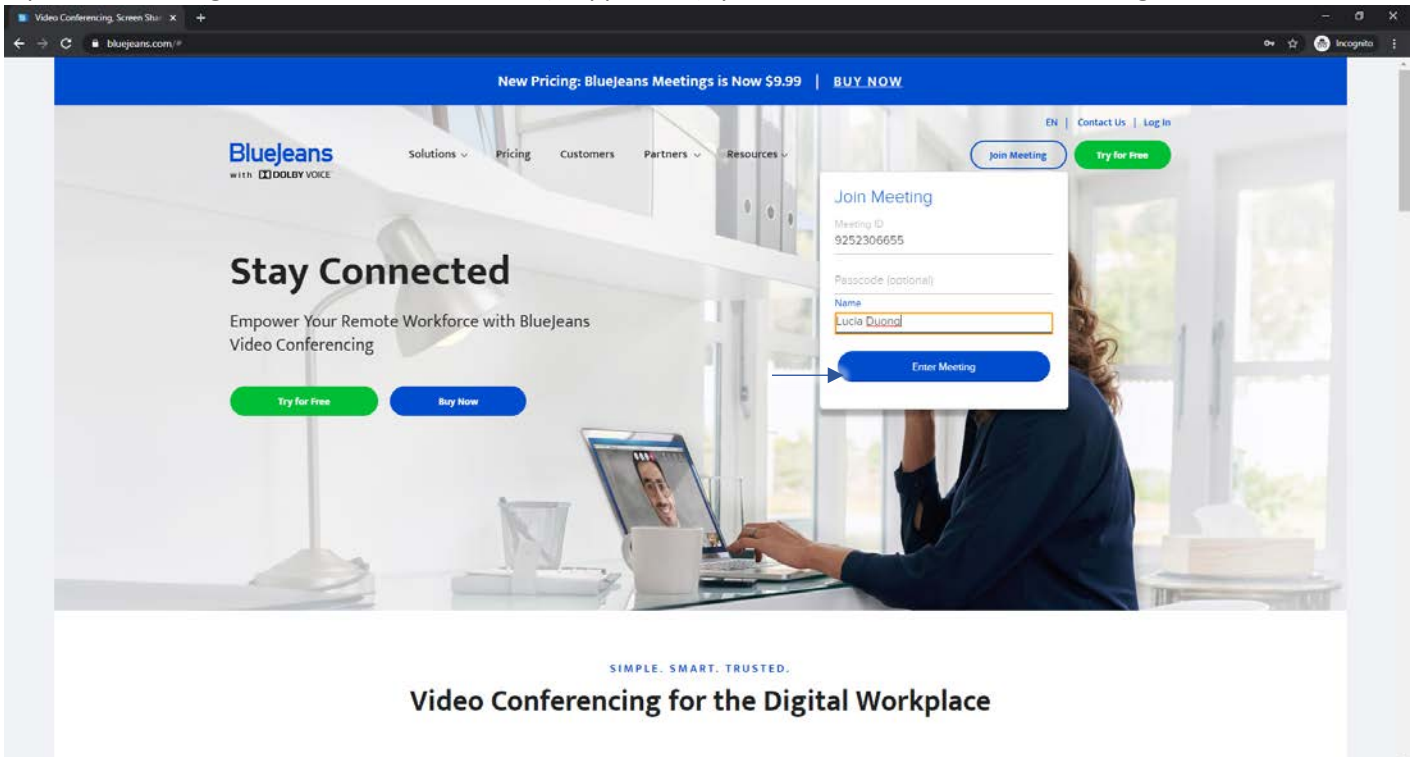 Video Conferencing, Screen Shar
bluejeans.com/#
Incognito
New Pricing: BlueJeans Meetings is Now $9.99 | BUY NOW
EN | Contact Us | Log In
BlueJeans
with DOLBY VOICE
Solutions Pricing Customers Partners Resources
Join Meeting Try for Free
Join Meeting
Meeting ID
9252306655
Passcode (optional)
Name
Lucia Duong
Enter Meeting
Stay Connected
Empower Your Remote Workforce with BlueJeans
Video Conferencing
Try for Free Buy Now
SIMPLE. SMART. TRUSTED.
Video Conferencing for the Digital Workplace